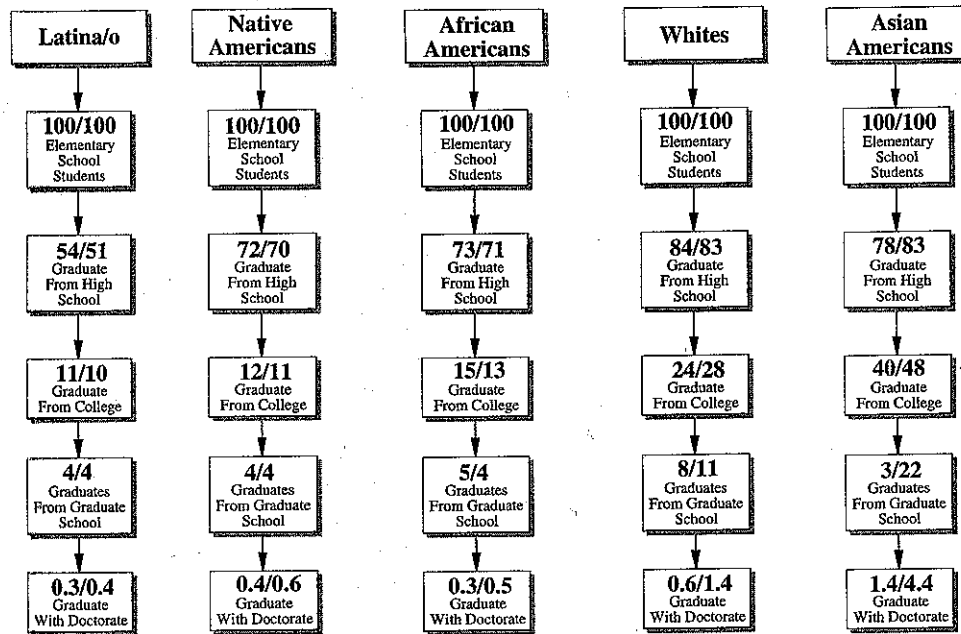 Latina/o
Native
Americans
African
Americans
Whites
Asian
Americans
100/100
Elementary
School
Students
100/100
Elementary
School
Students
100/100
Elementary
School
Students
100/100
Elementary
School
Students
100/100
Elementary
School
Students
54/51
Graduate
From High
School
72/70
Graduate
From High
School
73/71
Graduate
From High
School
84/83
Graduate
From High
School
78/83
Graduate
From High
School
11/10
Graduate
From College
12/11
Graduate
From College
15/13
Graduate
From College
24/28
Graduate
From College
40/48
Graduate
From College
4/4
Graduates
From Graduate
School
4/4
Graduates
From Graduate
School
5/4
Graduates
From Graduate
School
8/11
Graduates
From Graduate
School
3/22
Graduates
From Graduate
School
0.3/0.4
Graduate
With Doctorate
0.4/0.6
Graduate
With Doctorate
0.3/0.5
Graduate
With Doctorate
0.6/1.4
Graduate
With Doctorate
1.4/4.4
Graduate
With Doctorate